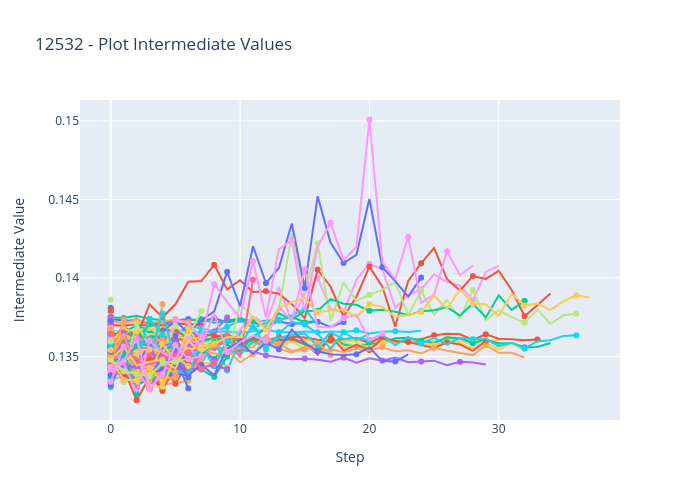 12532 - Plot Intermediate Values
0.15
0.145
0.14
0.135
0
10
20
30
Step
Intermediate Value